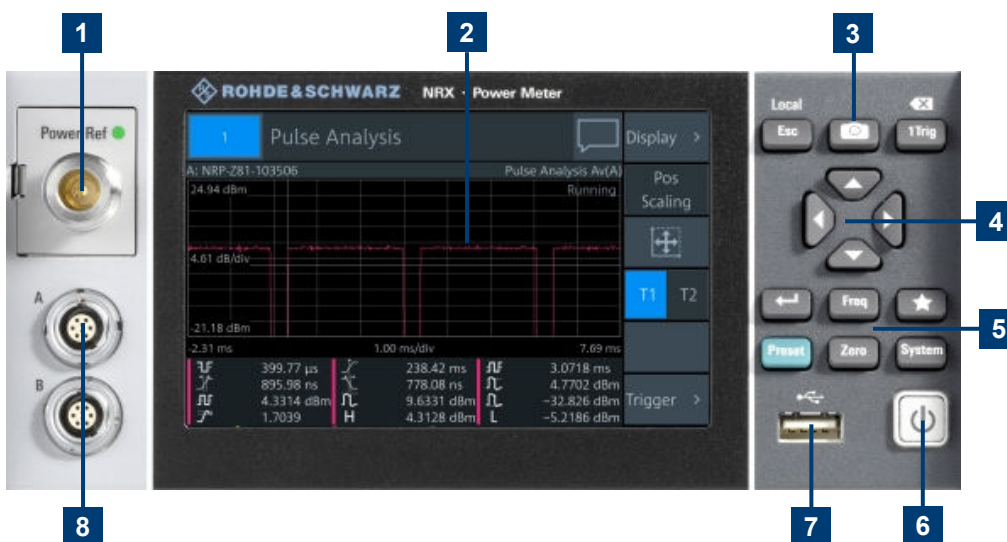 1
2
3
ROHDE&SCHWARZ NRX · Power Meter
Local
Power Ref
1
Pulse Analysis
Display >
Esc
1Trig
A: NRP-Z81-103506
Pulse Analysis Av(A)
24.94 dBm
Running
Pos
Scaling
4
4.61 dB/div
A
T1 T2
Freq
5
-21.18 dBm
-2.31 ms
1.00 ms/div
7.69 ms
Preset
Zero
System
399.77 µs
238.42 ms
3.0718 ms
895.98 ns
778.08 ns
4.7702 dBm
B
4.3314 dBm
9.6331 dBm
-32.826 dBm
Trigger >
1.7039
H
4.3128 dBm
L
-5.2186 dBm
8
7
6